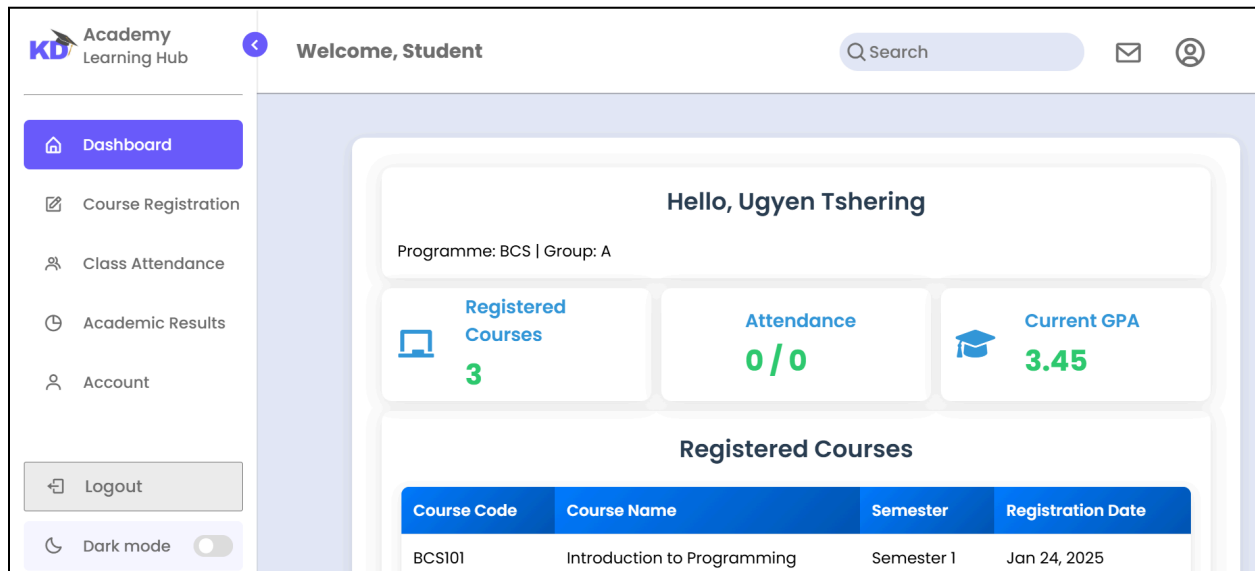 KD
Academy
Learning Hub
Dashboard
Course Registration
Class Attendance
Academic Results
Account
Logout
Dark mode
Welcome, Student
Search
Hello, Ugyen Tshering
Programme: BCS | Group: A
Registered
Courses
3
Attendance
0 / 0
Current GPA
3.45
Registered Courses
Course Code Course Name Semester Registration Date
BCS101 Introduction to Programming Semester 1 Jan 24, 2025